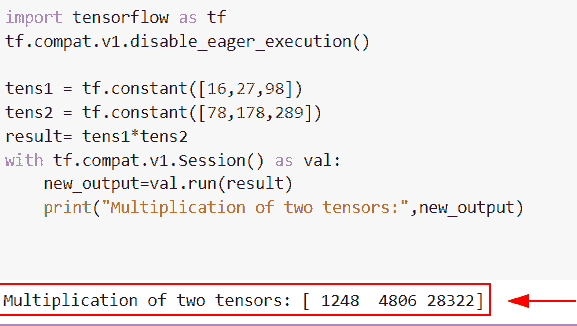 import tensorflow as tf
tf.compat.v1.disable_eager_execution()
tens1 = tf.constant([16,27,98])
tens2 = tf.constant([78,178,289])
result= tens1*tens2
with tf.compat.v1.Session() as val:
    new_output=val.run(result)
    print("Multiplication of two tensors:",new_output)
Multiplication of two tensors: [ 1248  4806 28322]